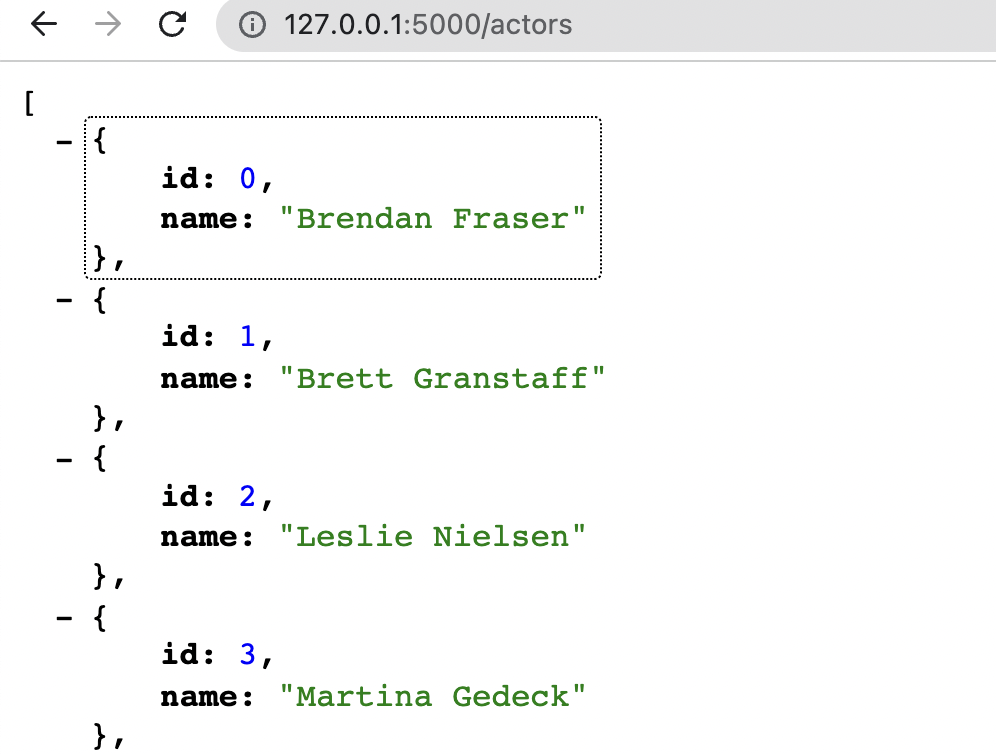 127.0.0.1:5000/actors
[
- {
id: 0,
name: "Brendan Fraser"
},
- {
id: 1,
name: "Brett Granstaff"
},
- {
id: 2,
name: "Leslie Nielsen"
},
- {
id: 3,
name: "Martina Gedeck"
},